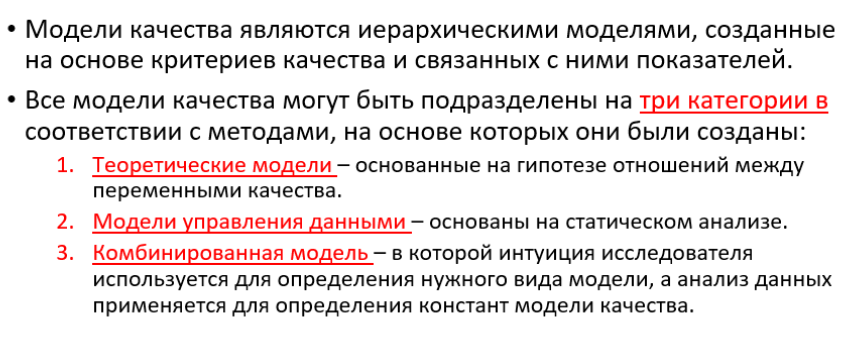 • Модели качества являются иерархическими моделями, созданные
на основе критериев качества и связанных с ними показателей.
• Все модели качества могут быть подразделены на три категории в
соответствии с методами, на основе которых они были созданы:
1. Теоретические модели – основанные на гипотезе отношений между
переменными качества.
2. Модели управления данными – основаны на статическом анализе.
3. Комбинированная модель – в которой интуиция исследователя
используется для определения нужного вида модели, а анализ данных
применяется для определения констант модели качества.